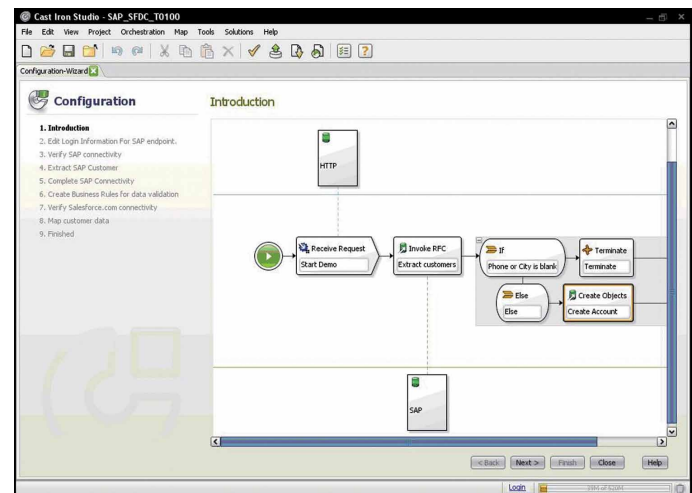 Cast Iron Studio - SAP_SFDC_T0100
File Edit View Project Orchestration Map Tools Solutions Help
Configuration-Wizard
Configuration
1. Introduction
2. Edit Login Information For SAP endpoint.
3. Verify SAP connectivity
4. Extract SAP Customer
5. Complete SAP Connectivity
6. Create Business Rules for data validation
7. Verify Salesforce.com connectivity
8. Map customer data
9. Finished
Introduction
HTTP
Receive Request
Start Demo
Invoke RFC
Extract customers
If
Phone or City is blank
Terminate
Terminate
Else
Else
Create Objects
Create Account
SAP
< Back Next > Finish Close Help
Login